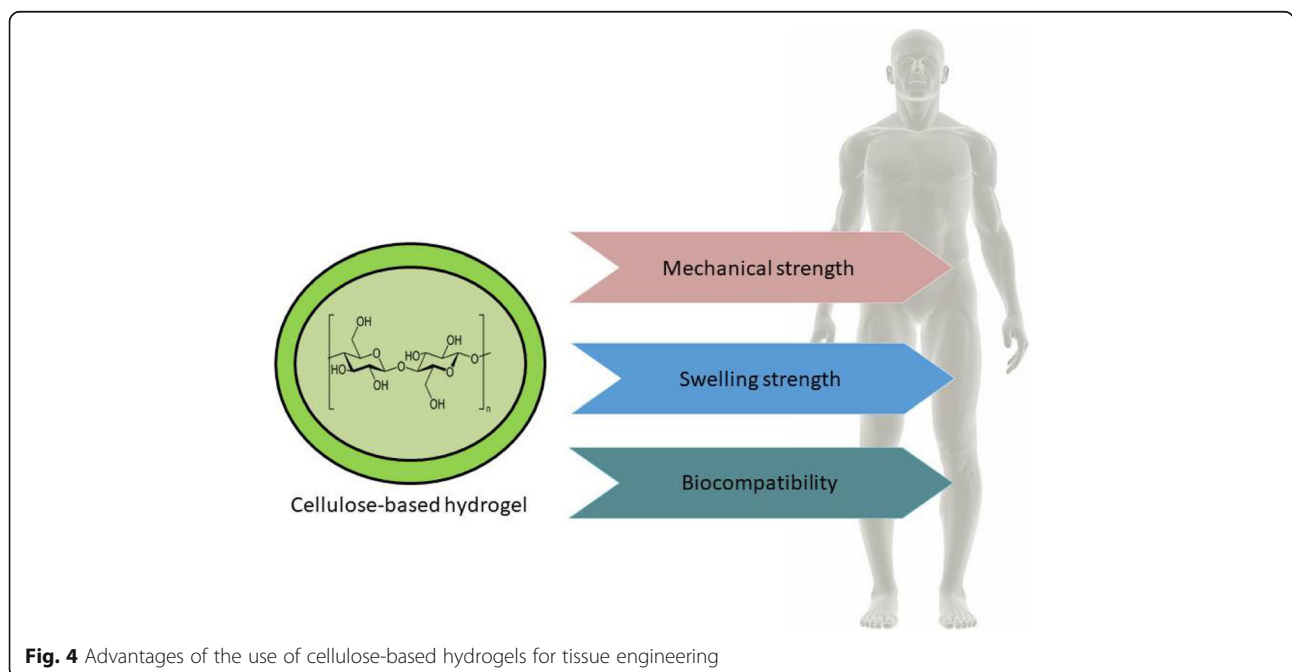 Mechanical strength
OH
OH
O
HO
O
O
HO
O
HO
OH
O
OH
OH
n
Swelling strength
Biocompatibility
Cellulose-based hydrogel
Fig. 4 Advantages of the use of cellulose-based hydrogels for tissue engineering